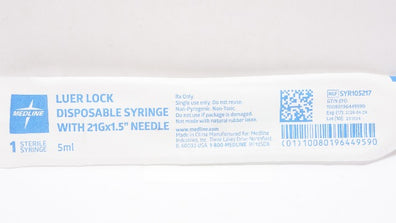 MEDLINE
LUER LOCK
DISPOSABLE SYRINGE
WITH 21Gx1.5" NEEDLE
1 STERILE
SYRINGE
5ml
Rx Only
Single use only. Do not reuse.
Non-Pyrogenic. Non-Toxic
Do not use if package is damaged.
Not made with natural rubber latex.
www.medline.com
Made in China Manufactured For: Medline
Industries, Inc. Three Lakes Drive Northfield
IL 60093 USA 1-800 MEDLINE
REF SYR105217
10080196449590
(01)10080196449590